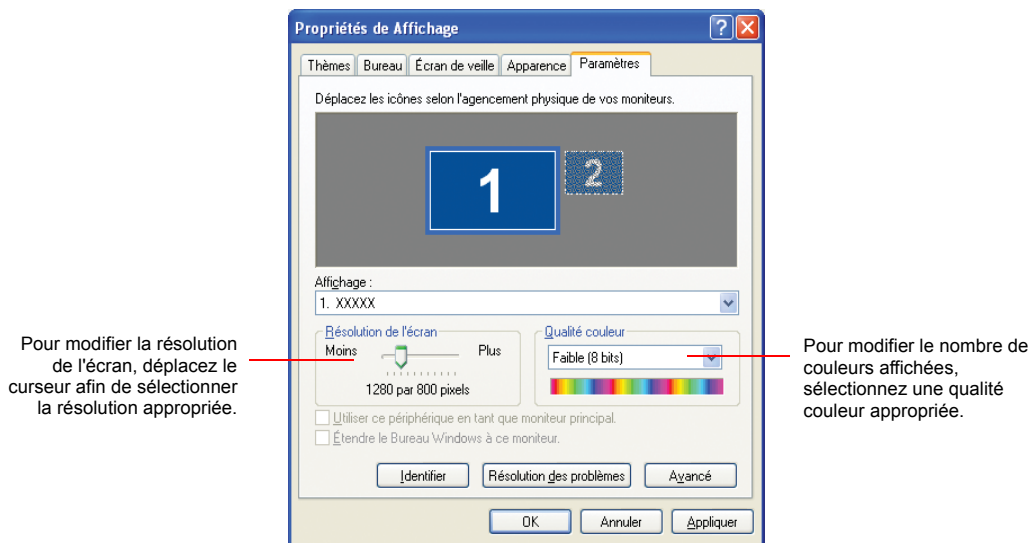 Propriétés de Affichage
Thèmes Bureau Écran de veille Apparence Paramètres
Déplacez les icônes selon l'agencement physique de vos moniteurs.
1
2
Affichage :
1. XXXXX
Résolution de l'écran
Moins Plus
1280 par 800 pixels
Qualité couleur
Faible (8 bits)
Utiliser ce périphérique en tant que moniteur principal.
Étendre le Bureau Windows à ce moniteur.
Identifier Résolution des problèmes Avancé
OK Annuler Appliquer
Pour modifier la résolution
de l'écran, déplacez le
curseur afin de sélectionner
la résolution appropriée.
Pour modifier le nombre de
couleurs affichées,
sélectionnez une qualité
couleur appropriée.